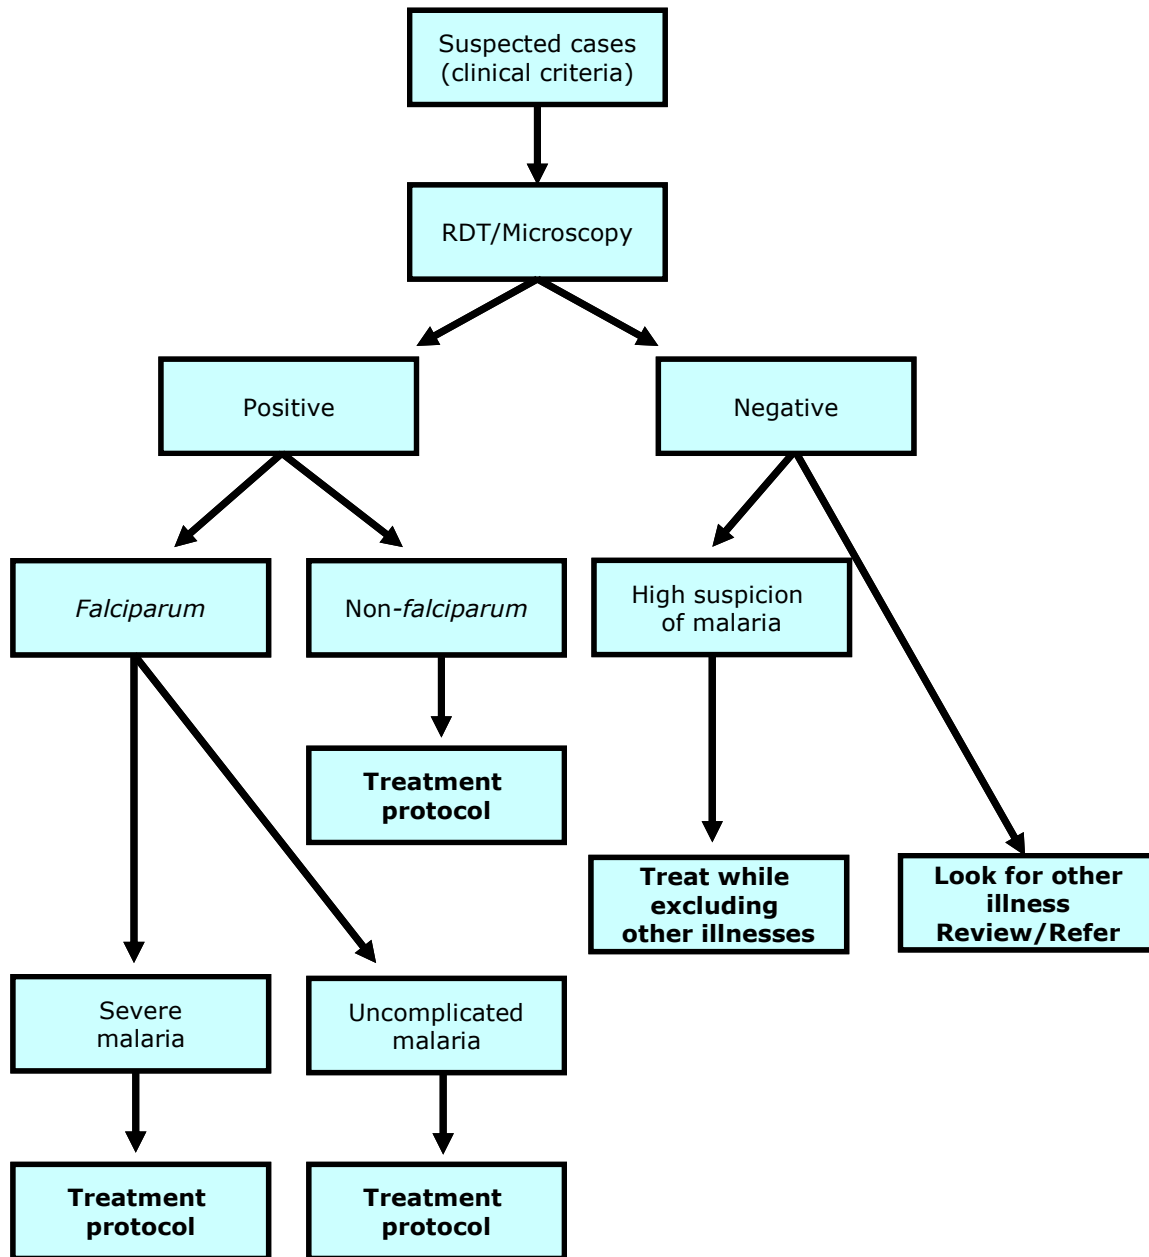 Suspected cases
(clinical criteria)
RDT/Microscopy
Positive
Negative
Falciparum
Non-falciparum
High suspicion
of malaria
Treatment
protocol
Treat while
excluding
other illnesses
Look for other
illness
Review/Refer
Severe
malaria
Uncomplicated
malaria
Treatment
protocol
Treatment
protocol